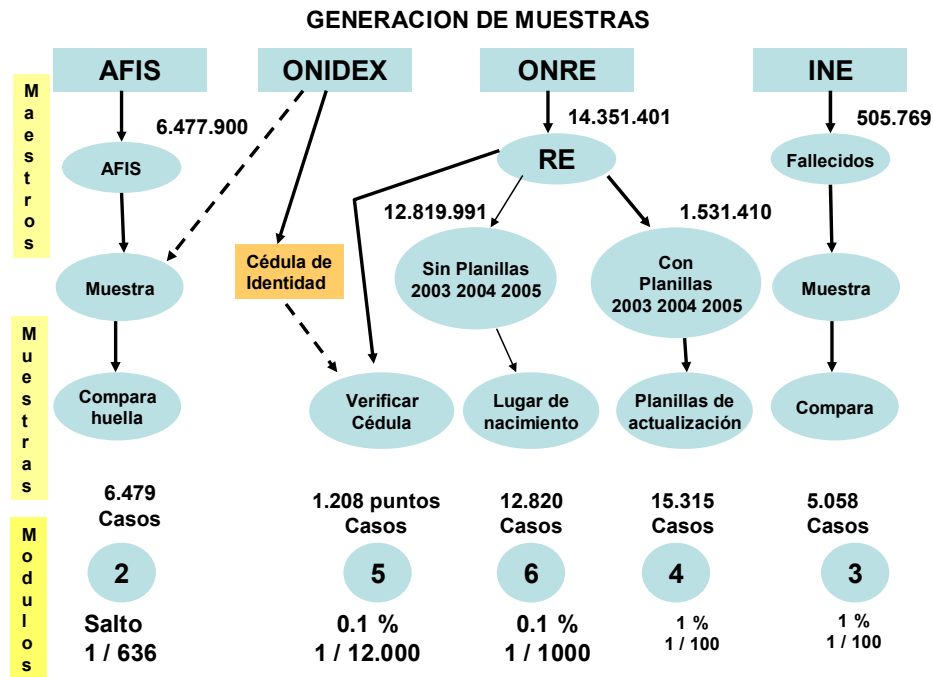 GENERACION DE MUESTRAS
AFIS
ONIDEX
ONRE
INE
Maestros
6.477.900
14.351.401
505.769
AFIS
RE
Fallecidos
12.819.991
1.531.410
Cédula de
Identidad
Muestra
Sin Planillas
2003 2004 2005
Con
Planillas
2003 2004 2005
Muestra
Muestras
Compara
huella
Verificar
Cédula
Lugar de
nacimiento
Planillas de
actualización
Compara
6.479
Casos
1.208 puntos
Casos
12.820
Casos
15.315
Casos
5.058
Casos
Modulos
2
5
6
4
3
Salto
1 / 636
0.1 %
1 / 12.000
0.1 %
1 / 1000
1 %
1 / 100
1 %
1 / 100